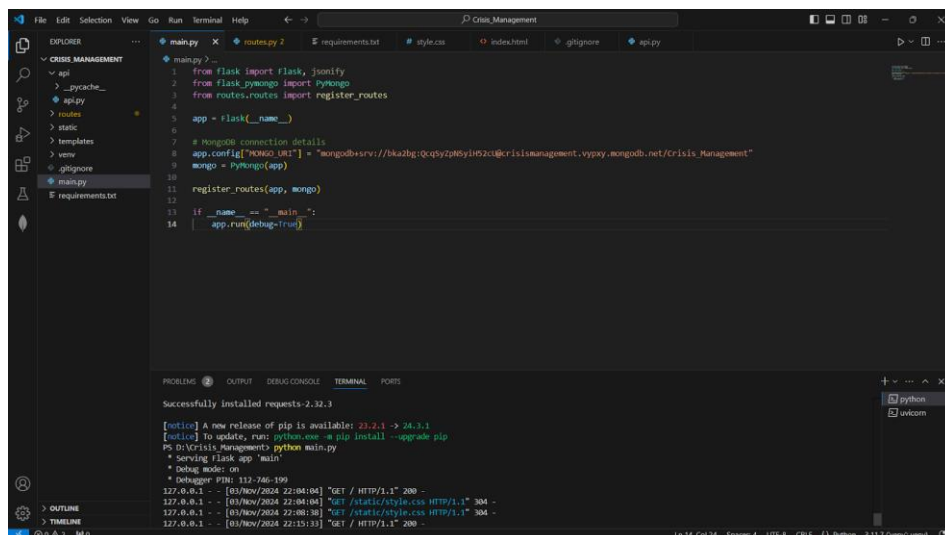 File Edit Selection View Go Run Terminal Help
Crisis_Management
EXPLORER
CRISIS_MANAGEMENT
api
__pycache__
api.py
routes
static
templates
venv
.gitignore
main.py
requirements.txt
OUTLINE
TIMELINE
main.py routes.py 2 requirements.txt style.css index.html .gitignore api.py
main.py > ...
1 from flask import Flask, jsonify
2 from flask_pymongo import PyMongo
3 from routes.routes import register_routes
4
5 app = Flask(__name__)
6
7 # MongoDB connection details
8 app.config["MONGO_URI"] = "mongodb+srv://bka2bg:@crisismanagement.vypxy.mongodb.net/Crisis_Management"
9 mongo = PyMongo(app)
10
11 register_routes(app, mongo)
12
13 if __name__ == "__main__":
14 app.run(debug=True)
PROBLEMS 2 OUTPUT DEBUG CONSOLE TERMINAL PORTS
Successfully installed requests-2.32.3
[notice] A new release of pip is available: 23.2.1 -> 24.3.1
[notice] To update, run: python.exe -m pip install --upgrade pip
PS D:\Crisis_Management> python main.py
* Serving Flask app 'main'
* Debug mode: on
* Debugger PIN: 112-746-199
127.0.0.1 - - [03/Nov/2024 22:04:04] "GET / HTTP/1.1" 200 -
127.0.0.1 - - [03/Nov/2024 22:04:04] "GET /static/style.css HTTP/1.1" 304 -
127.0.0.1 - - [03/Nov/2024 22:08:38] "GET /static/style.css HTTP/1.1" 304 -
127.0.0.1 - - [03/Nov/2024 22:15:33] "GET / HTTP/1.1" 200 -
python
uvicorn